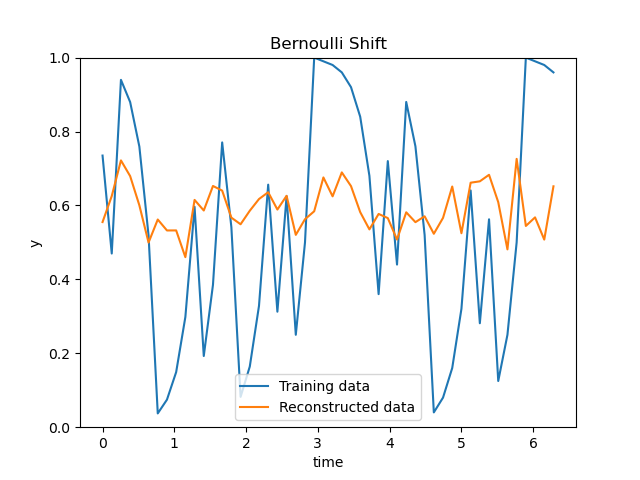 Bernoulli Shift
1.0
0.8
0.6
0.4
0.2
0.0
y
Training data
Reconstructed data
0 1 2 3 4 5 6
time